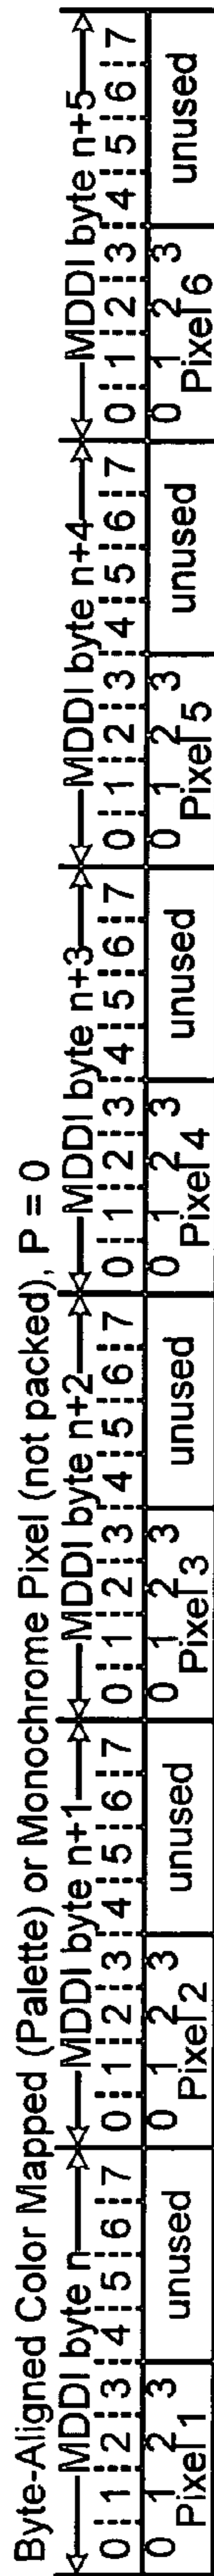 Byte-Aligned Color Mapped (Palette) or Monochrome Pixel (not packed), P = 0
MDDI byte n MDDI byte n+1 MDDI byte n+2 MDDI byte n+3 MDDI byte n+4 MDDI byte n+5
0 1 2 3 4 5 6 7 0 1 2 3 4 5 6 7 0 1 2 3 4 5 6 7 0 1 2 3 4 5 6 7 0 1 2 3 4 5 6 7 0 1 2 3 4 5 6 7
0 1 2 3 0 1 2 3 0 1 2 3 0 1 2 3 0 1 2 3 0 1 2 3
Pixel 1 unused Pixel 2 unused Pixel 3 unused Pixel 4 unused Pixel 5 unused Pixel 6 unused